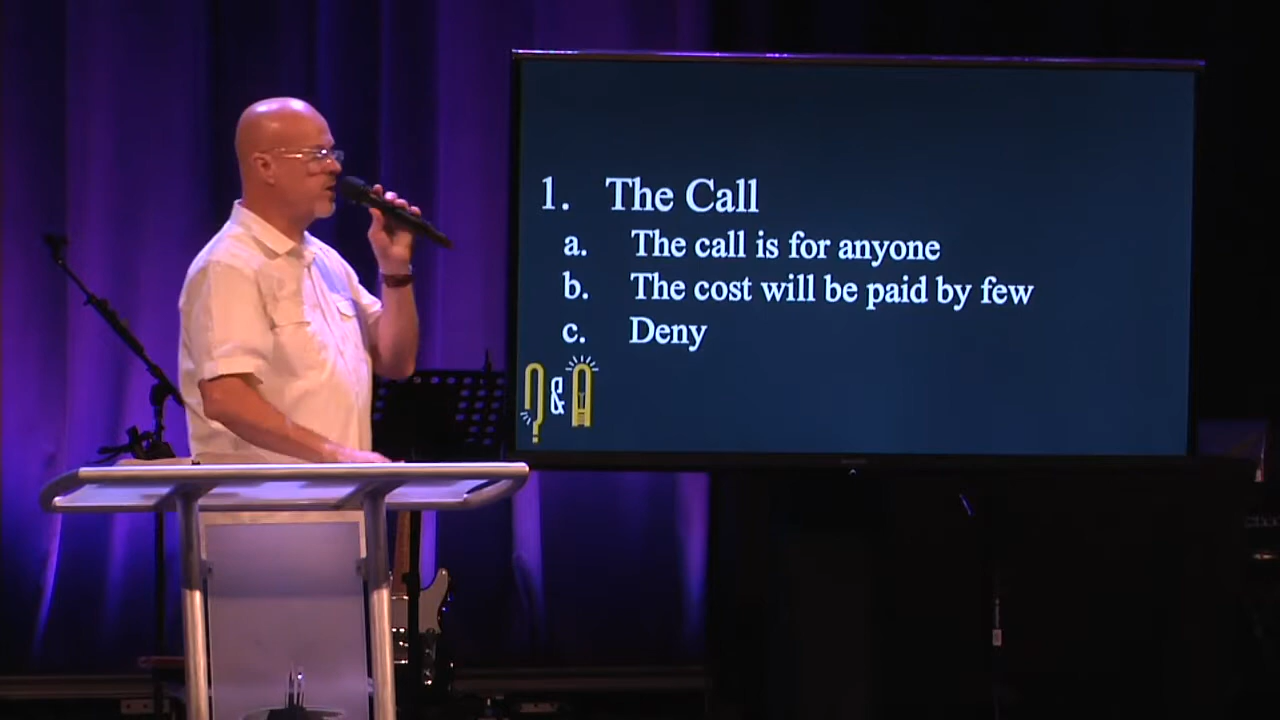 1. The Call
a. The call is for anyone
b. The cost will be paid by few
c. Deny
? & A